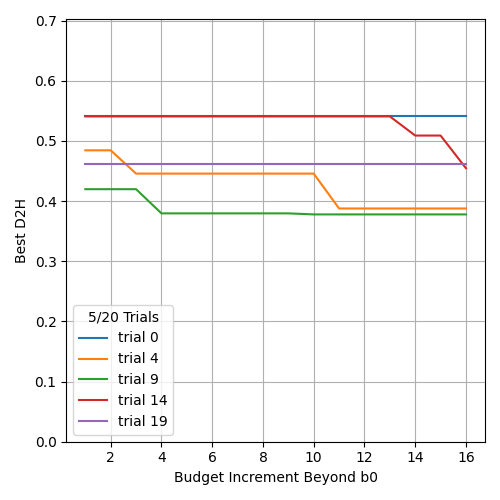 0.7
0.6
0.5
0.4
0.3
0.2
0.1
0.0
Best D2H
5/20 Trials
trial 0
trial 4
trial 9
trial 14
trial 19
2 4 6 8 10 12 14 16
Budget Increment Beyond b0